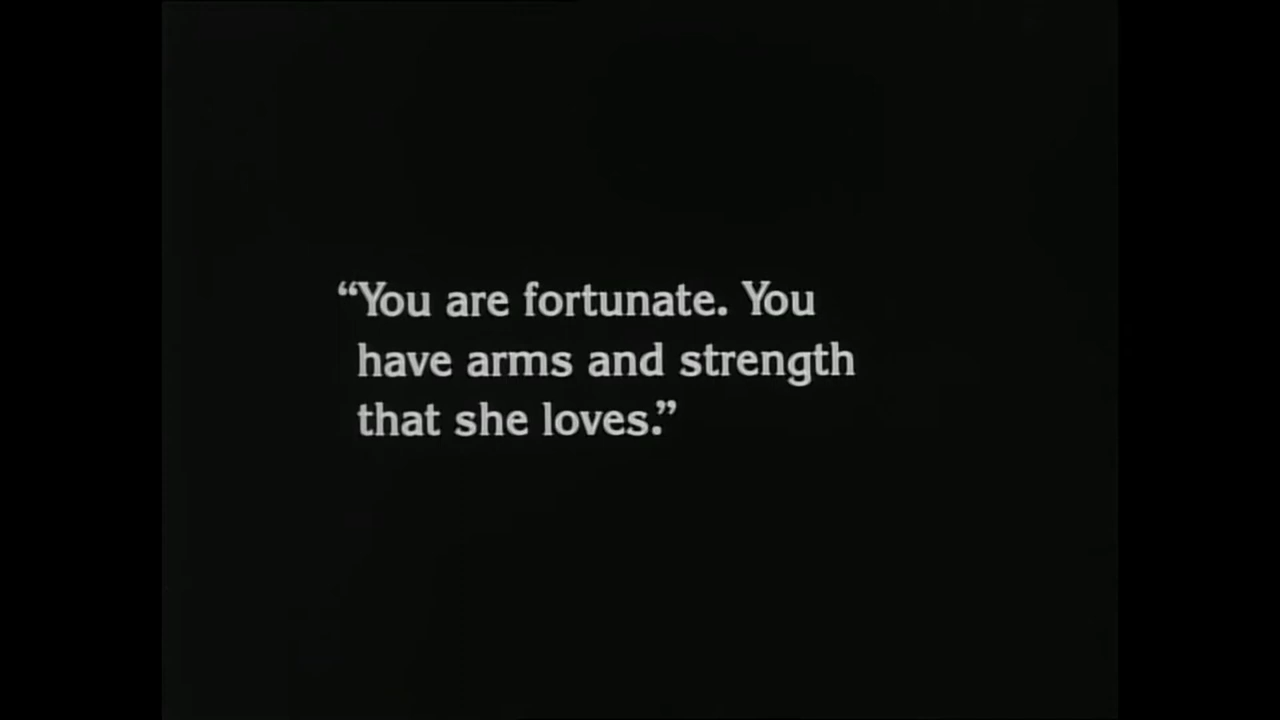 “You are fortunate. You
have arms and strength
that she loves.”